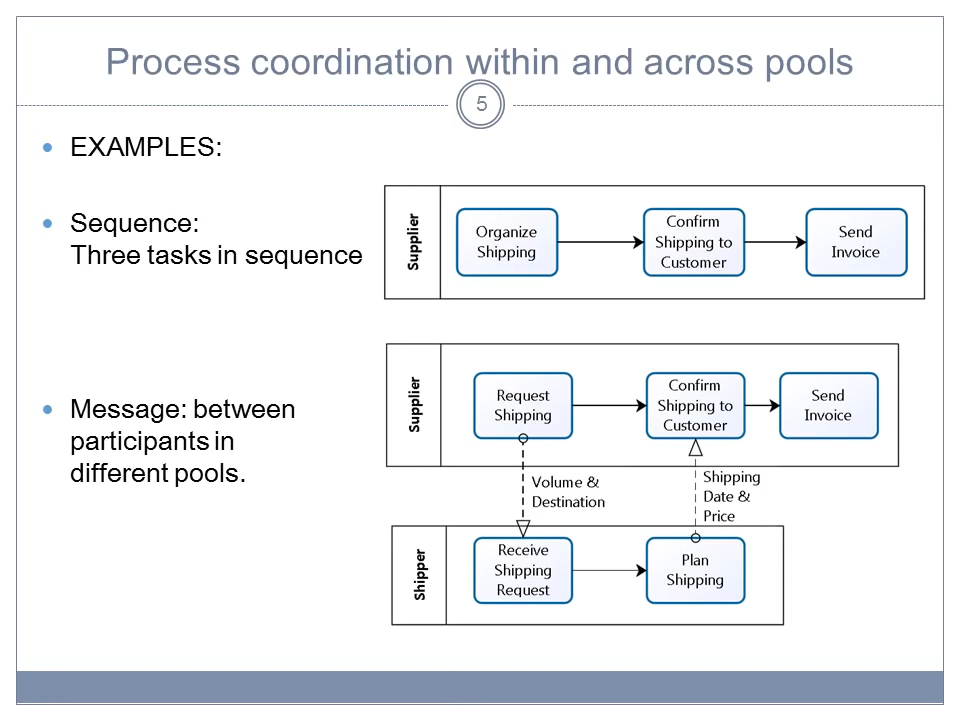 Process coordination within and across pools
5
EXAMPLES:
Sequence:
Three tasks in sequence
Supplier
Organize
Shipping
Confirm
Shipping to
Customer
Send
Invoice
Message: between
participants in
different pools.
Supplier
Request
Shipping
Confirm
Shipping to
Customer
Send
Invoice
Volume &
Destination
Shipping
Date &
Price
Shipper
Receive
Shipping
Request
Plan
Shipping